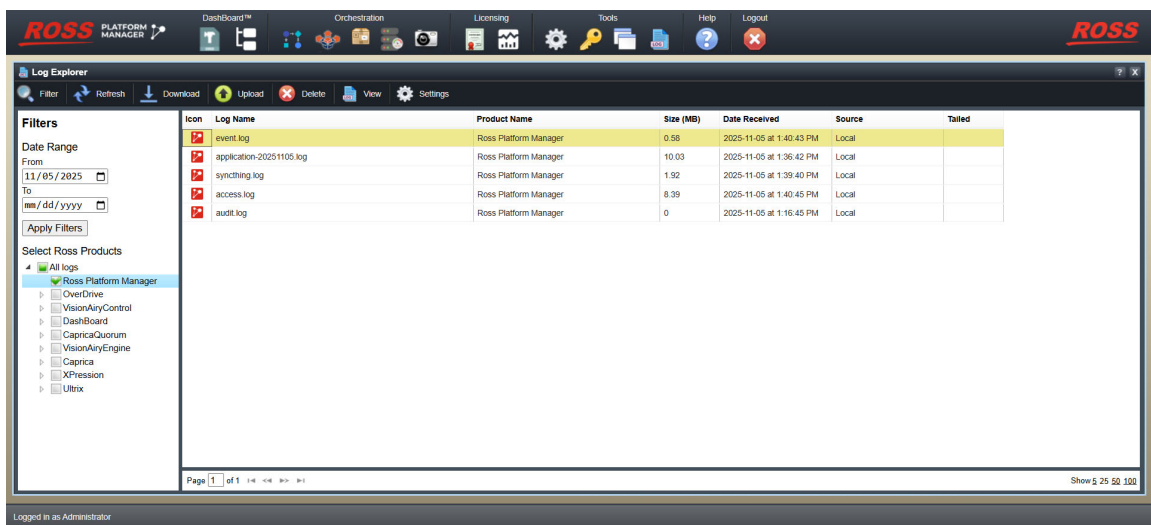 DashBoard™ Orchestration Licensing Tools Help Logout
ROSS PLATFORM MANAGER
ROSS
Log Explorer ? X
Filter Refresh Download Upload Delete View Settings
Filters
Date Range
From
11/05/2025
To
mm/dd/yyyy
Apply Filters
Select Ross Products
All logs
Ross Platform Manager
OverDrive
VisionAiryControl
DashBoard
CapricaQuorum
VisionAiryEngine
Caprica
XPression
Ultrix
Icon Log Name Product Name Size (MB) Date Received Source Tailed
event.log Ross Platform Manager 0.58 2025-11-05 at 1:40:43 PM Local
application-20251105.log Ross Platform Manager 10.03 2025-11-05 at 1:36:42 PM Local
syncthing.log Ross Platform Manager 1.92 2025-11-05 at 1:39:40 PM Local
access.log Ross Platform Manager 8.39 2025-11-05 at 1:40:45 PM Local
audit.log Ross Platform Manager 0 2025-11-05 at 1:16:45 PM Local
Page 1 of 1
Show 5 25 50 100
Logged in as Administrator